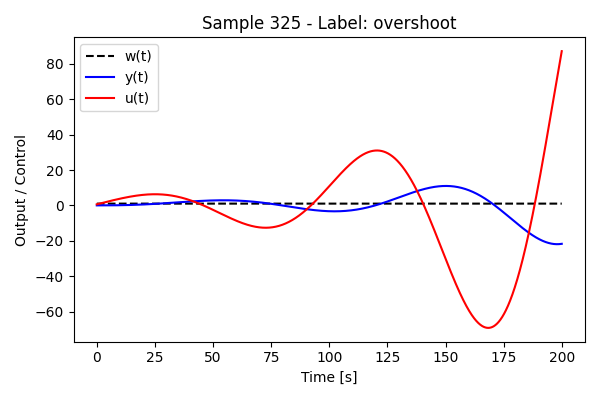 Sample 325 - Label: overshoot
w(t)
y(t)
u(t)
Output / Control
80
60
40
20
0
−20
−40
−60
0 25 50 75 100 125 150 175 200
Time [s]